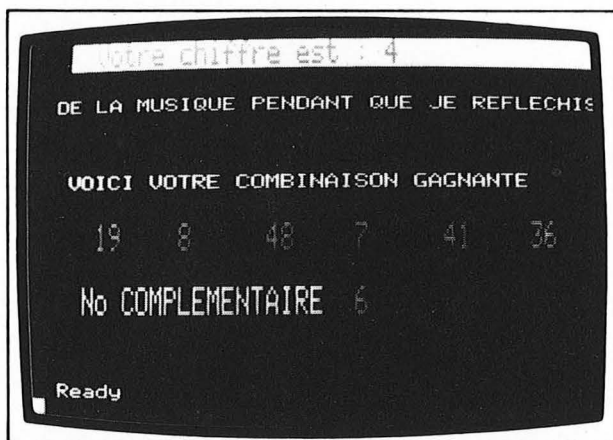 Votre chiffre est : 4
DE LA MUSIQUE PENDANT QUE JE REFLECHIS
VOICI VOTRE COMBINAISON GAGNANTE
19 8 48 7 41 36
No COMPLEMENTAIRE 6
Ready